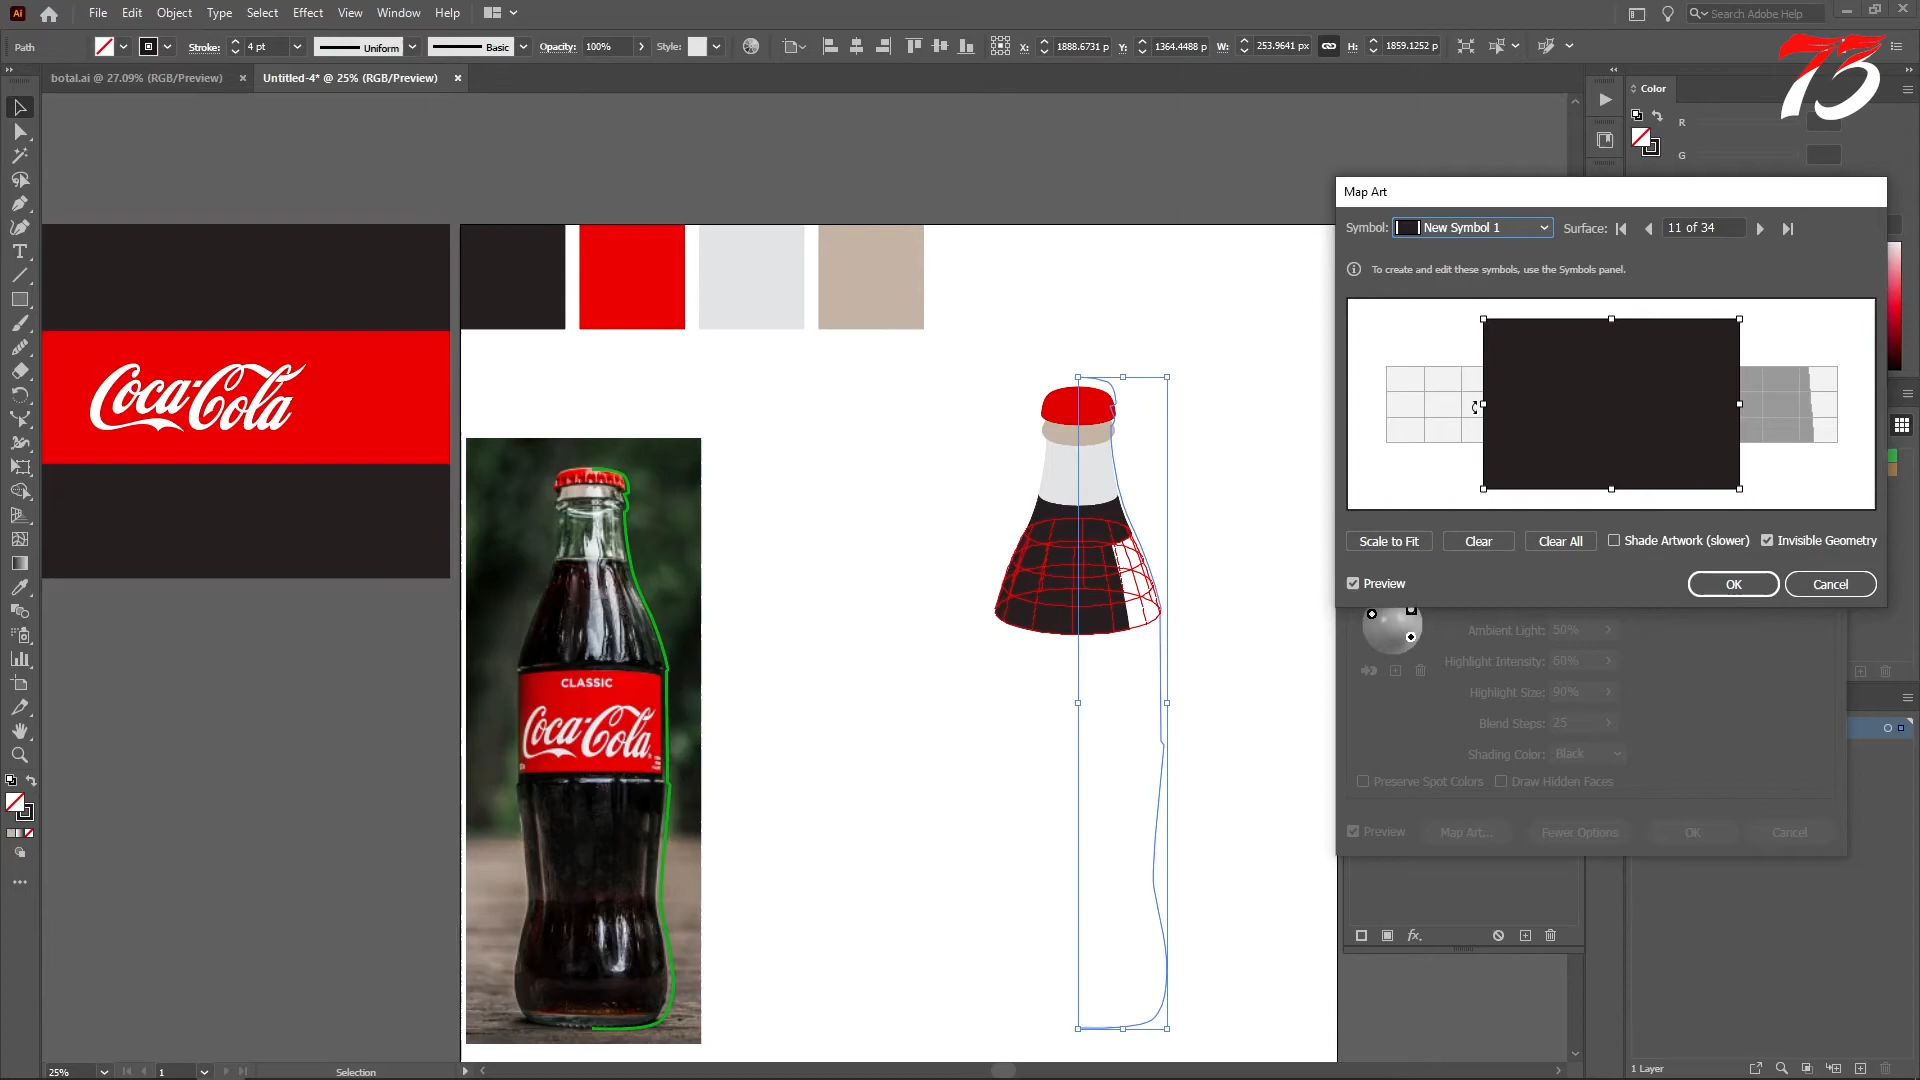 Ai File Edit Object Type Select Effect View Window Help Search Adobe Help
Path Stroke: 4 pt Uniform Basic Opacity: 100% Style: X: 1888.6731 p Y: 1364.4488 p W: 253.9641 px H: 1859.1252 p
botal.ai @ 27.09% (RGB/Preview) × Untitled-4* @ 25% (RGB/Preview) ×
73
Color
R
G
Map Art
Symbol: New Symbol 1 Surface: 11 of 34
To create and edit these symbols, use the Symbols panel.
Scale to Fit Clear Clear All Shade Artwork (slower) Invisible Geometry
Preview OK Cancel
Ambient Light: 50%
Highlight Intensity: 60%
Highlight Size: 90%
Blend Steps: 25
Shading Color: Black
Preserve Spot Colors Draw Hidden Faces
Preview Map Art... Fewer Options OK Cancel
Coca-Cola
CLASSIC
Coca-Cola
fx.
25% 1 Selection
1 Layer